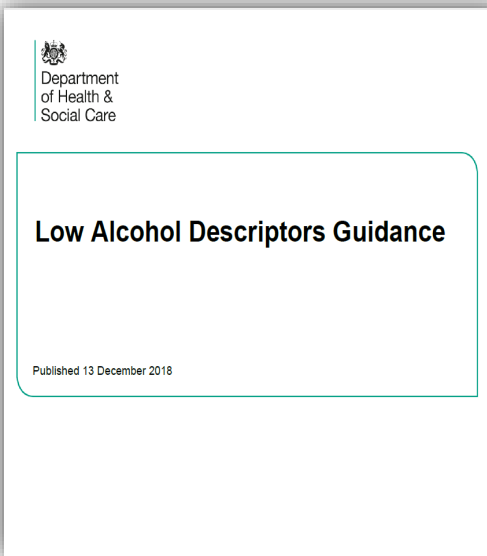 Department
of Health &
Social Care
Low Alcohol Descriptors Guidance
Published 13 December 2018